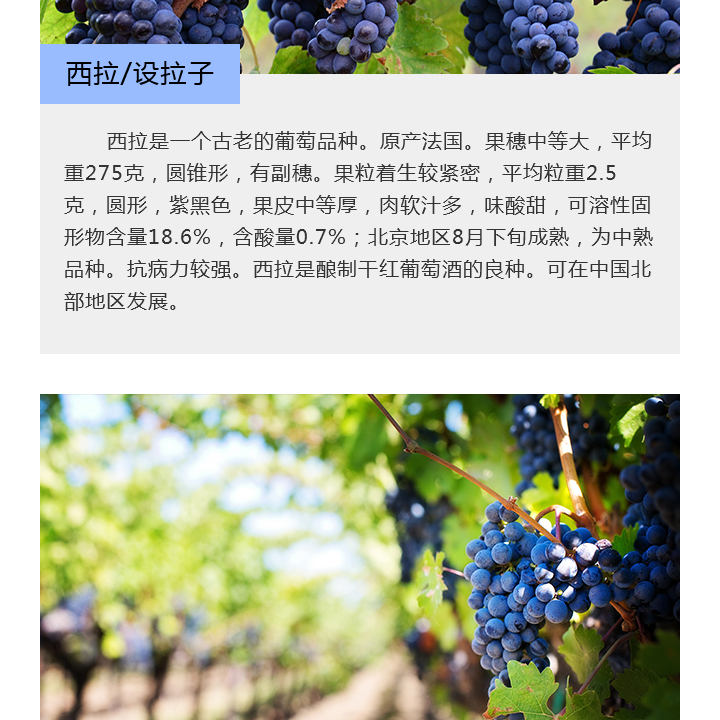 西拉/设拉子
西拉是一个古老的葡萄品种。原产法国。果穗中等大，平均
重275克，圆锥形，有副穗。果粒着生较紧密，平均粒重2.5
克，圆形，紫黑色，果皮中等厚，肉软汁多，味酸甜，可溶性固
形物含量18.6%，含酸量0.7%；北京地区8月下旬成熟，为中熟
品种。抗病力较强。西拉是酿制干红葡萄酒的良种。可在中国北
部地区发展。